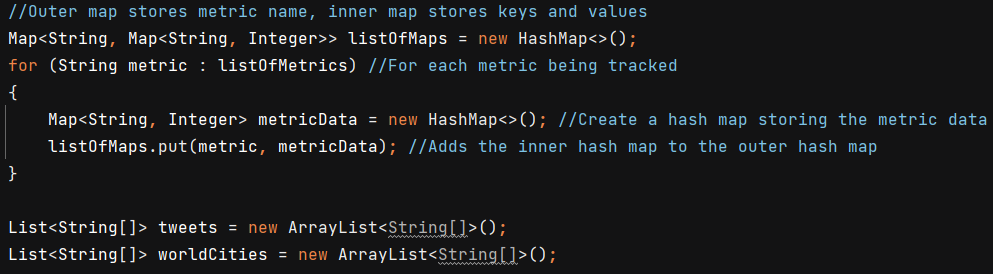 //Outer map stores metric name, inner map stores keys and values
Map<String, Map<String, Integer>> listOfMaps = new HashMap<>();
for (String metric : listOfMetrics) //For each metric being tracked
{
    Map<String, Integer> metricData = new HashMap<>(); //Create a hash map storing the metric data
    listOfMaps.put(metric, metricData); //Adds the inner hash map to the outer hash map
}
List<String[]> tweets = new ArrayList<String[]>();
List<String[]> worldCities = new ArrayList<String[]>();